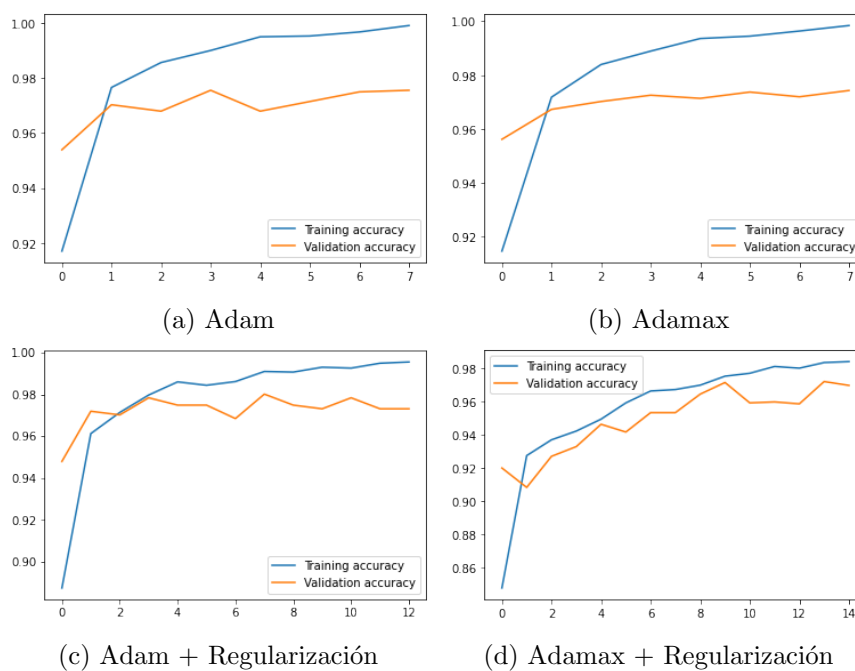 1.00
0.98
0.96
0.94
0.92
0 1 2 3 4 5 6 7
Training accuracy
Validation accuracy
(a) Adam
1.00
0.98
0.96
0.94
0.92
0 1 2 3 4 5 6 7
Training accuracy
Validation accuracy
(b) Adamax
1.00
0.98
0.96
0.94
0.92
0.90
0 2 4 6 8 10 12
Training accuracy
Validation accuracy
(c) Adam + Regularización
0.98
0.96
0.94
0.92
0.90
0.88
0.86
0 2 4 6 8 10 12 14
Training accuracy
Validation accuracy
(d) Adamax + Regularización